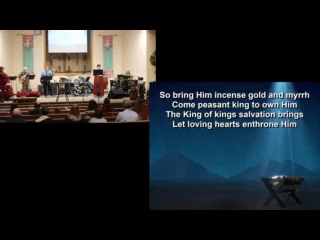 So bring Him incense gold and myrrh
Come peasant king to own Him
The King of kings salvation brings
Let loving hearts enthrone Him